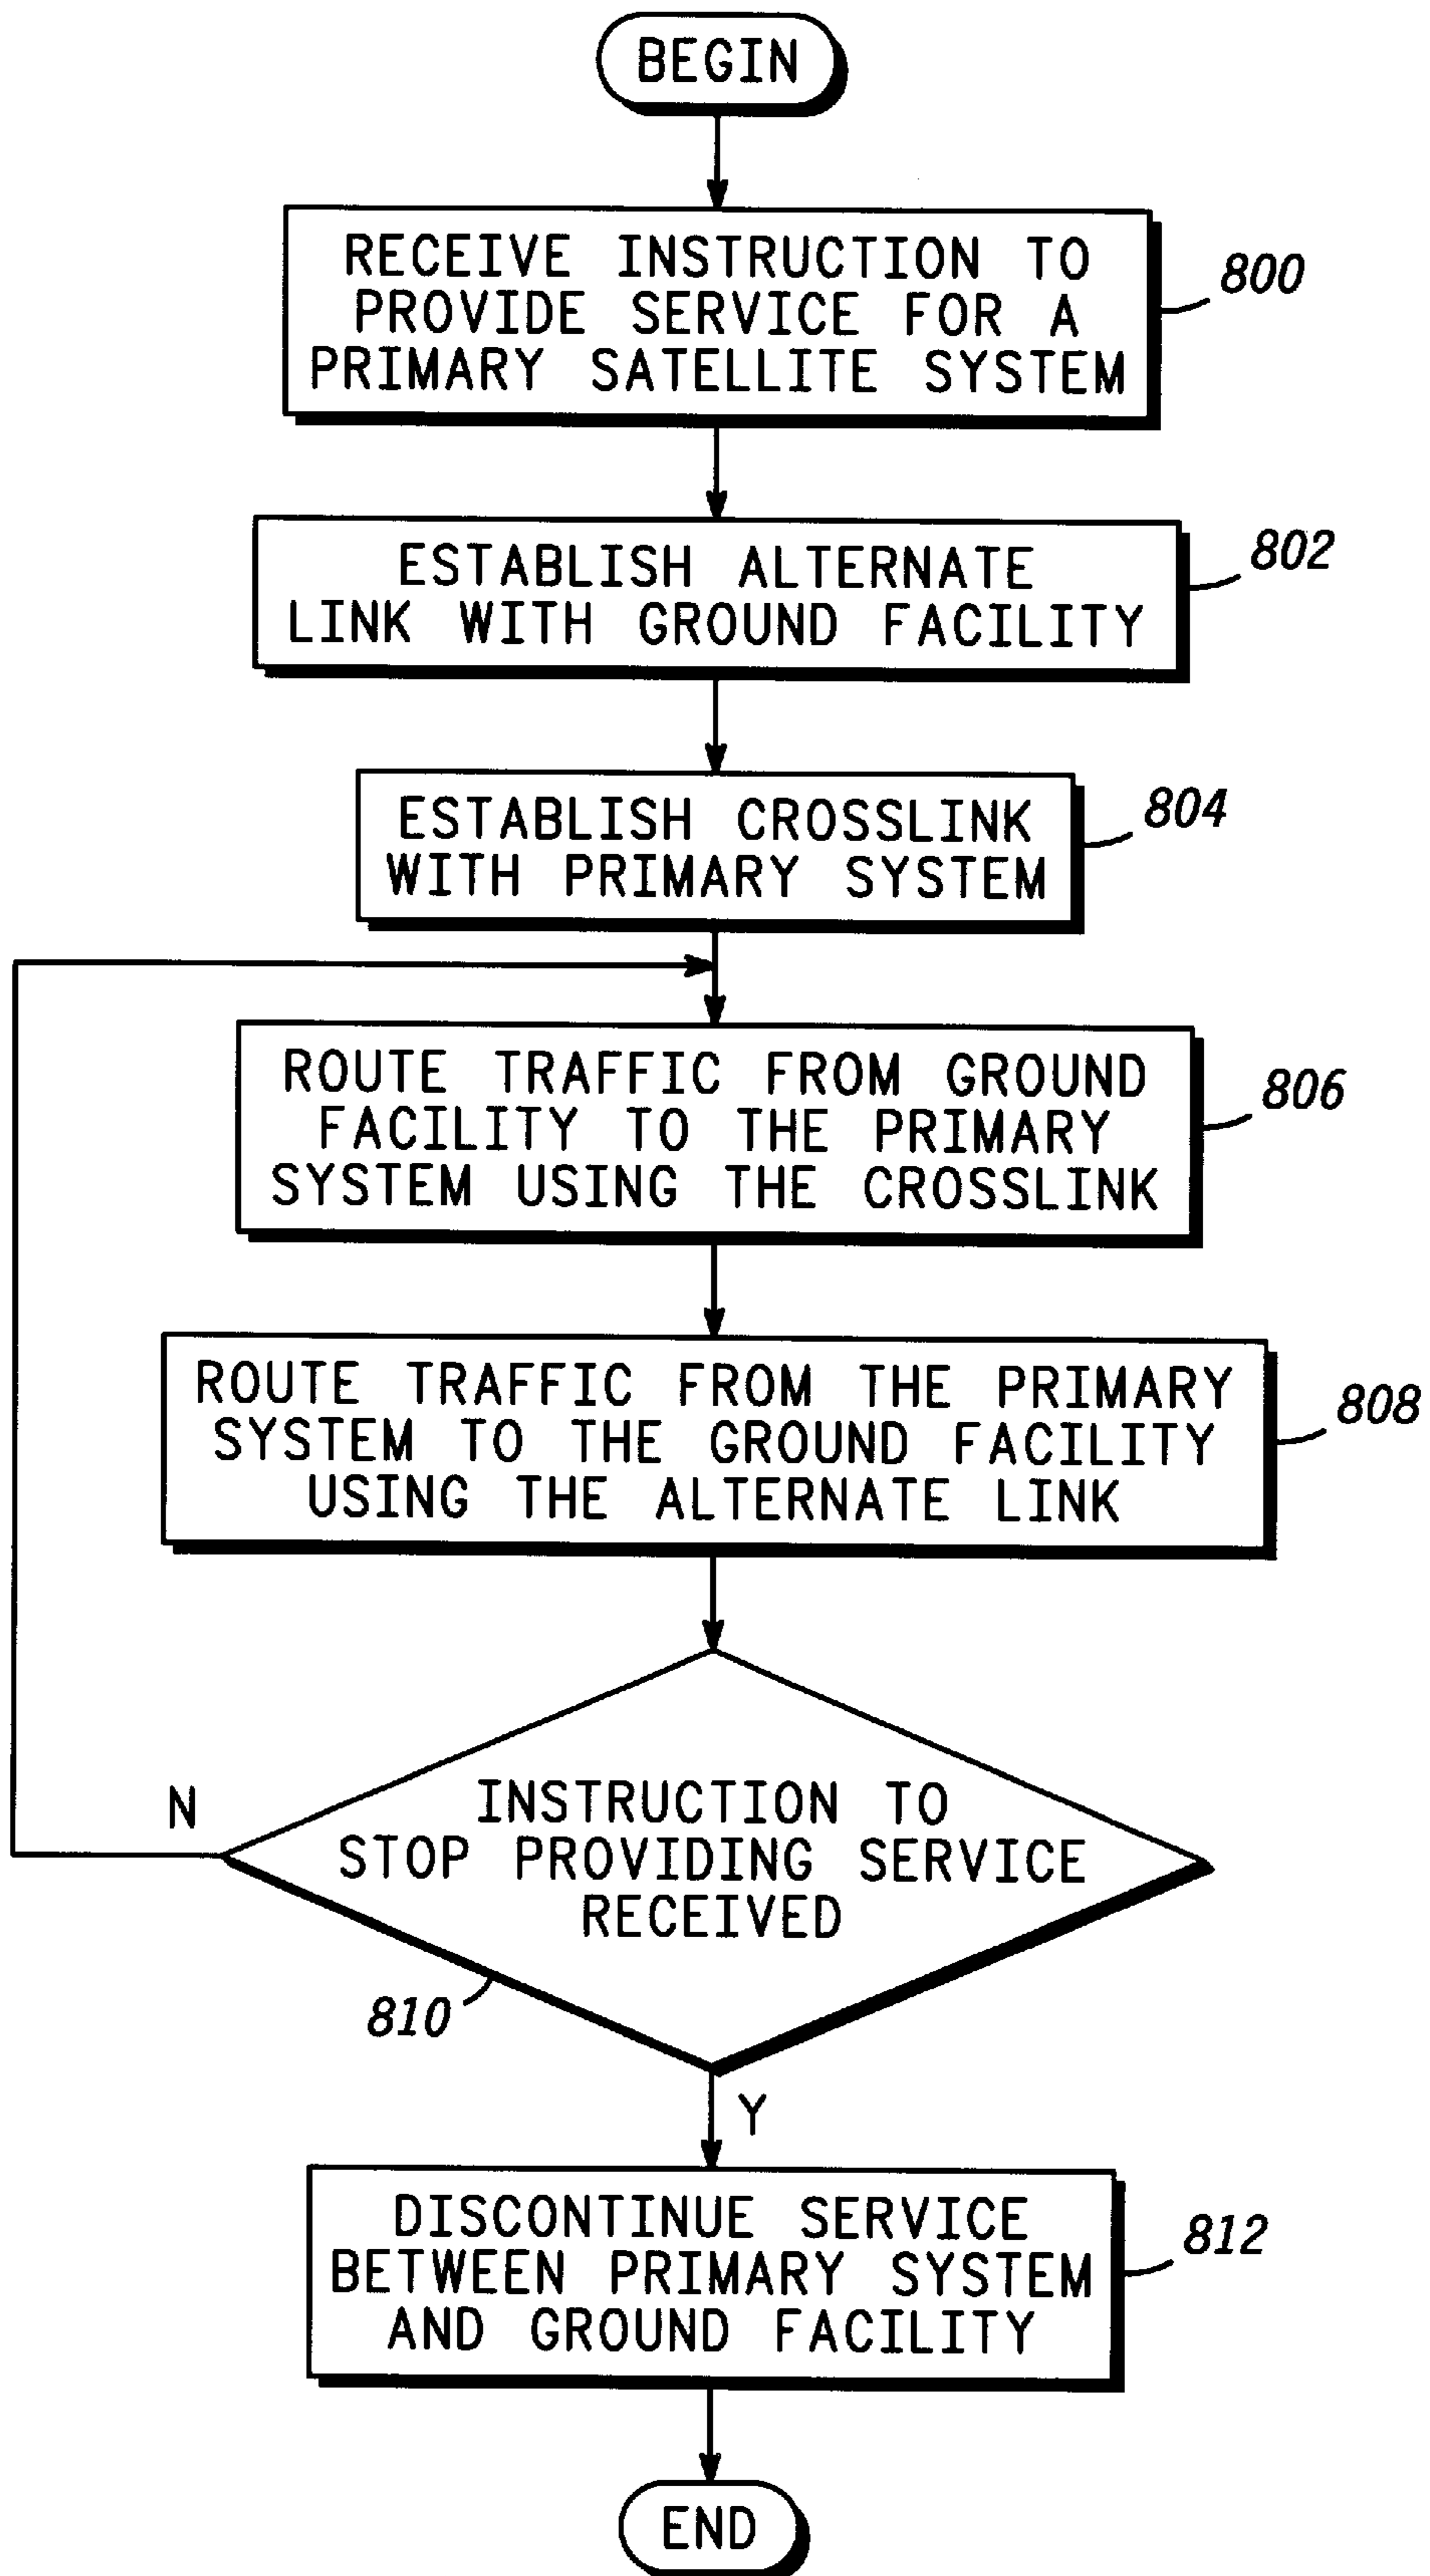 BEGIN
RECEIVE INSTRUCTION TO
PROVIDE SERVICE FOR A
PRIMARY SATELLITE SYSTEM
800
ESTABLISH ALTERNATE
LINK WITH GROUND FACILITY
802
ESTABLISH CROSSLINK
WITH PRIMARY SYSTEM
804
ROUTE TRAFFIC FROM GROUND
FACILITY TO THE PRIMARY
SYSTEM USING THE CROSSLINK
806
ROUTE TRAFFIC FROM THE PRIMARY
SYSTEM TO THE GROUND FACILITY
USING THE ALTERNATE LINK
808
N
INSTRUCTION TO
STOP PROVIDING SERVICE
RECEIVED
810
Y
DISCONTINUE SERVICE
BETWEEN PRIMARY SYSTEM
AND GROUND FACILITY
812
END